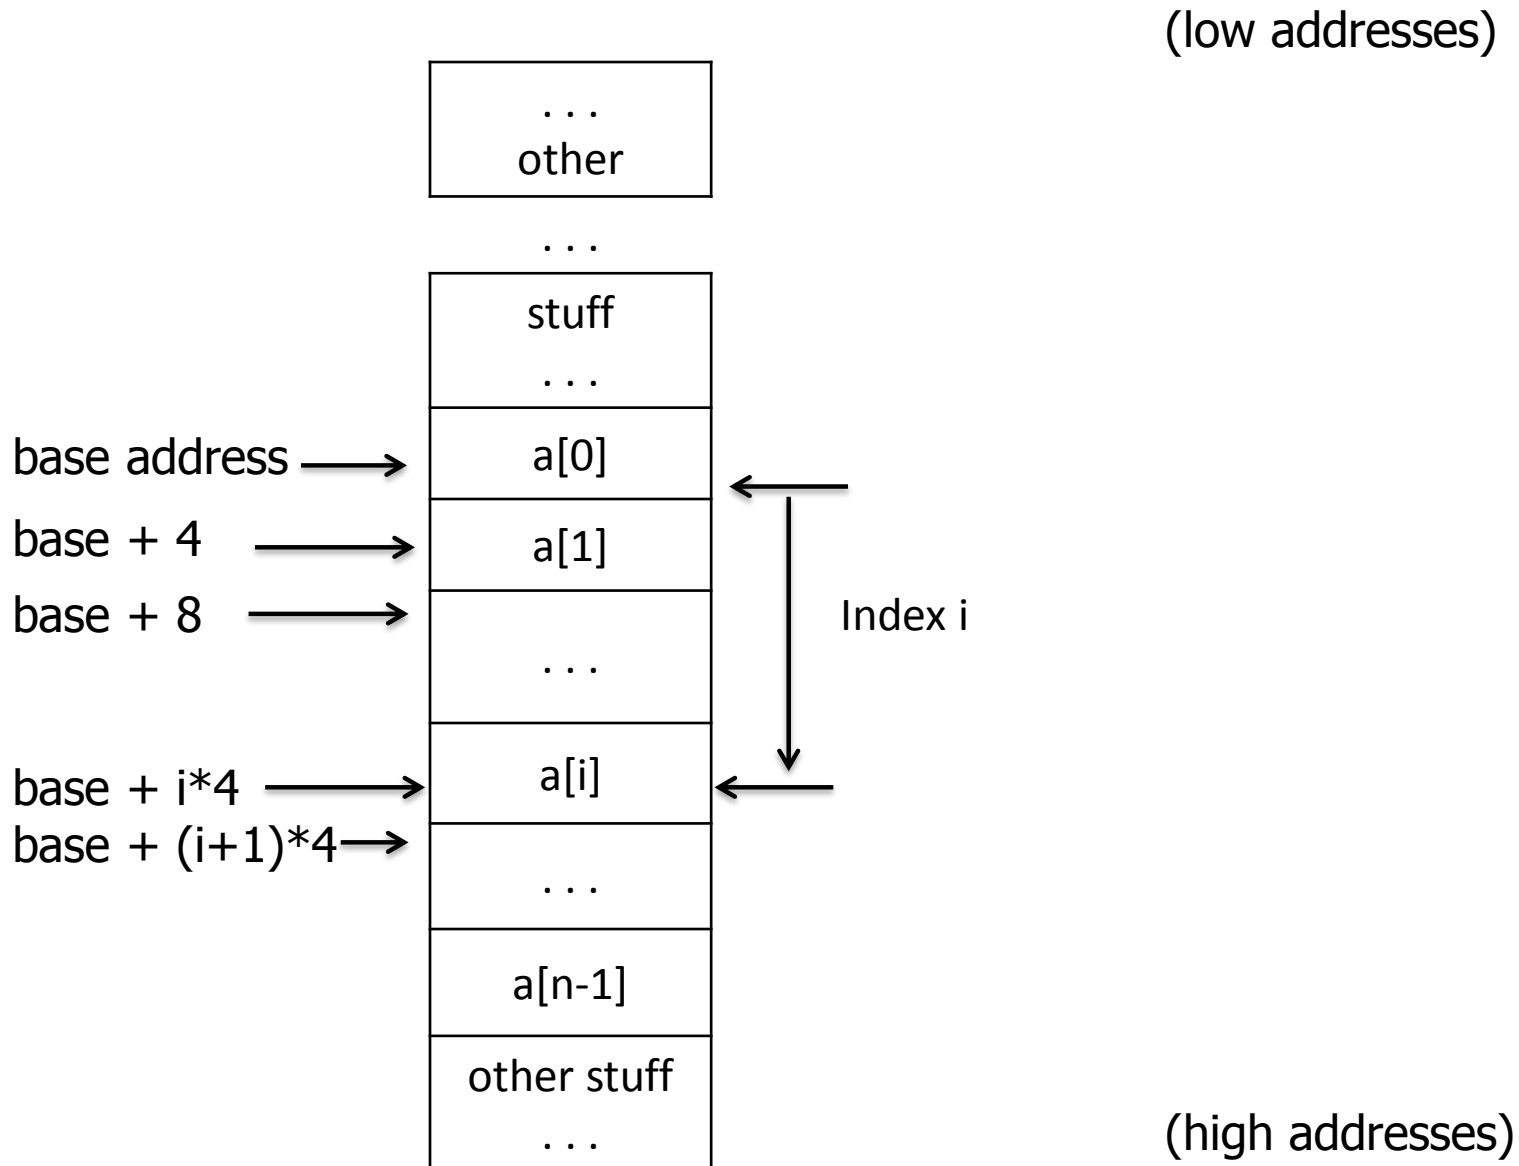 (low addresses)
. . .
other
. . .
stuff
. . .
base address
a[0]
base + 4
a[1]
base + 8
Index i
. . .
base + i*4
a[i]
base + (i+1)*4
. . .
a[n-1]
other stuff
. . .
(high addresses)